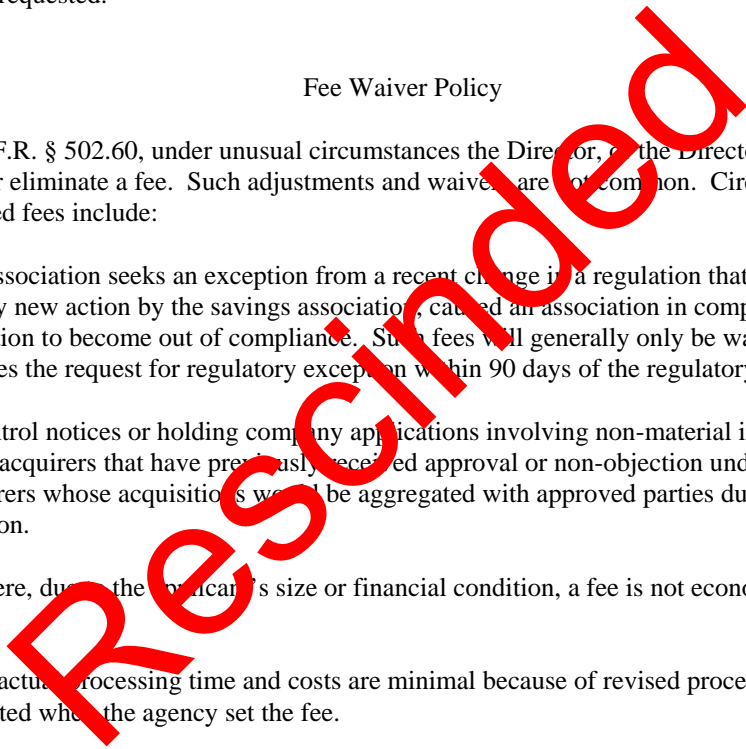 requested.
Fee Waiver Policy
F.R. § 502.60, under unusual circumstances the Director, or the Directo
r eliminate a fee. Such adjustments and waivers are not common. Circ
ed fees include:
ssociation seeks an exception from a recent change in a regulation that
y new action by the savings association, caused an association in comp
tion to become out of compliance. Such fees will generally only be wa
es the request for regulatory exception within 90 days of the regulatory
ntrol notices or holding company applications involving non-material i
acquirers that have previously received approval or non-objection und
rers whose acquisitions would be aggregated with approved parties du
on.
ere, due to the applicant’s size or financial condition, a fee is not econo
actual processing time and costs are minimal because of revised proce
ted when the agency set the fee.
Rescinded